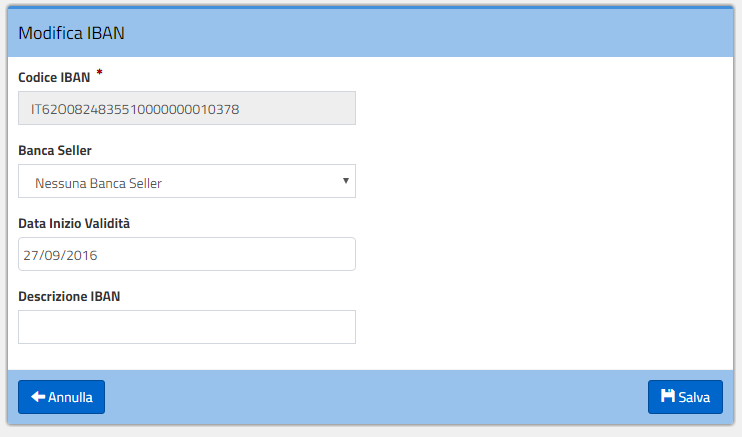 Modifica IBAN
Codice IBAN *
IT62O0824835510000000010378
Banca Seller
Nessuna Banca Seller
Data Inizio Validità
27/09/2016
Descrizione IBAN
Annulla
Salva